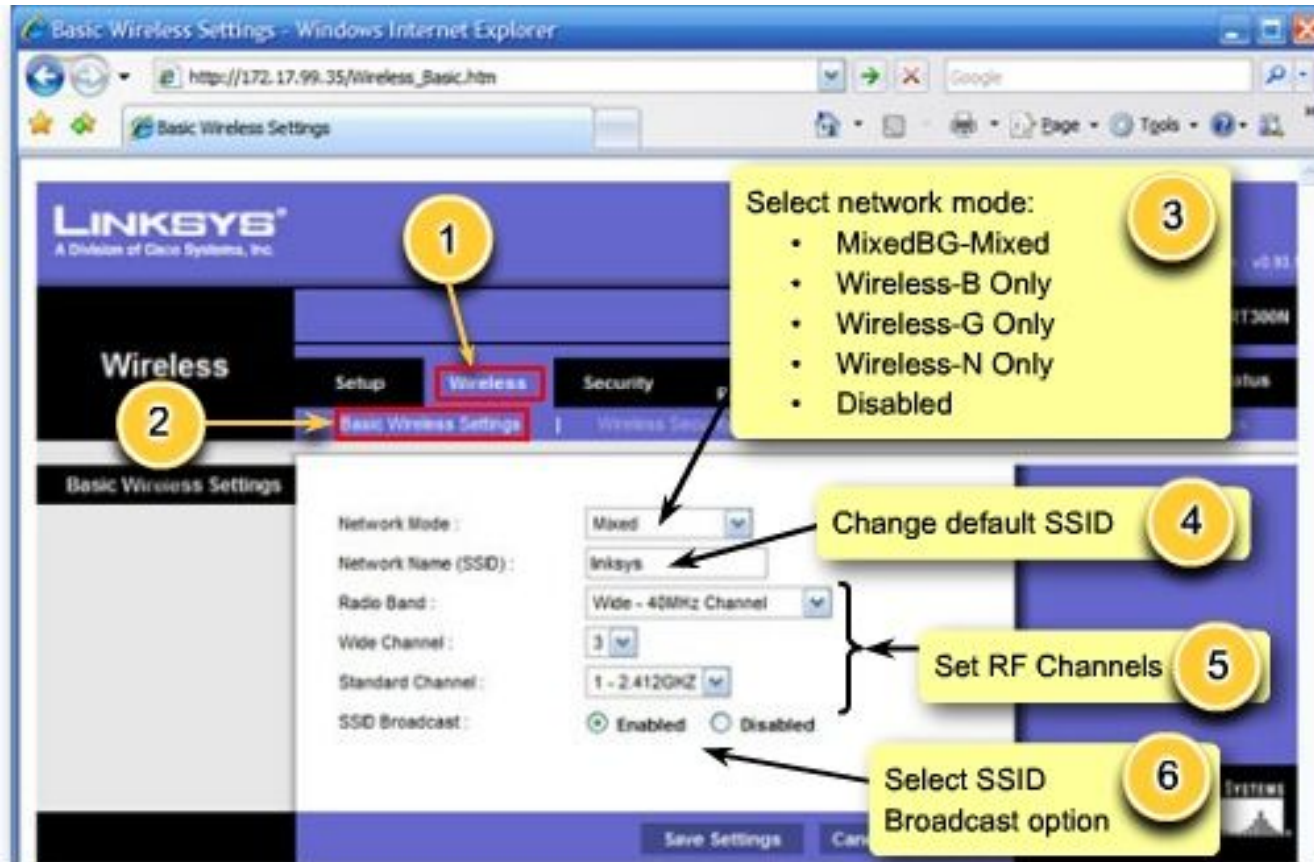 Basic Wireless Settings - Windows Internet Explorer
http://172.17.99.35/Wireless_Basic.htm
Google
Basic Wireless Settings
Page
Tools
LINKSYS®
A Division of Cisco Systems, Inc.
1
Select network mode:
3
• MixedBG-Mixed
• Wireless-B Only
• Wireless-G Only
• Wireless-N Only
• Disabled
Wireless
Setup
Wireless
Security
2
Basic Wireless Settings
|
Basic Wireless Settings
Network Mode :
Mixed
Change default SSID
4
Network Name (SSID) :
linksys
Radio Band :
Wide - 40MHz Channel
Wide Channel :
3
Set RF Channels
5
Standard Channel :
1 - 2.412GHZ
SSID Broadcast :
Enabled
Disabled
Select SSID
Broadcast option
6
Save Settings